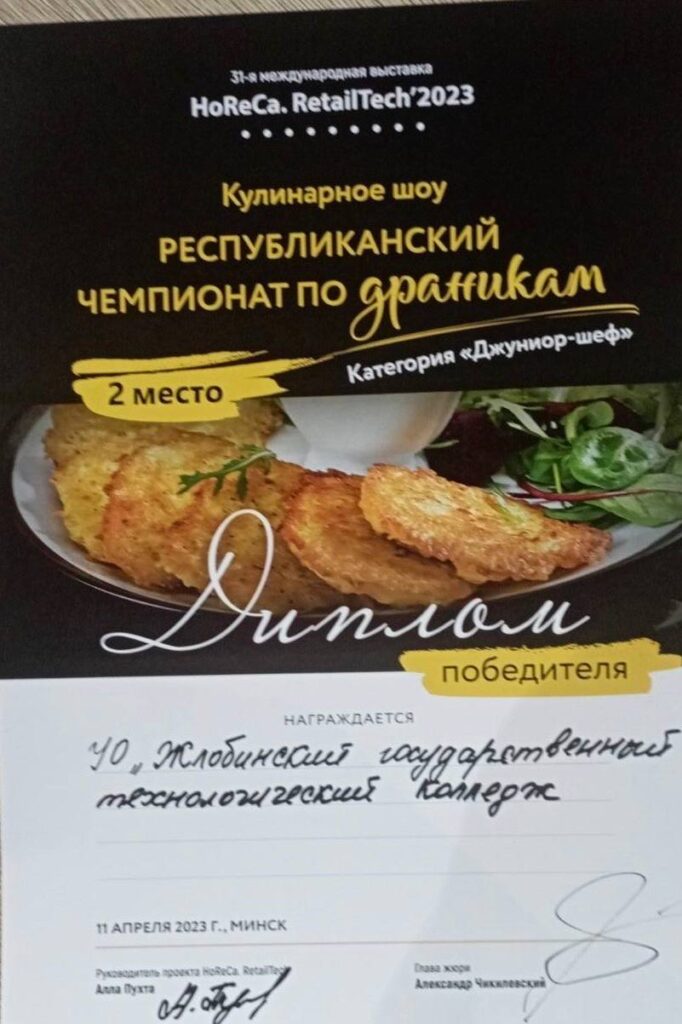 31-я международная выставка
HoReCa. RetailTech'2023
Кулинарное шоу
РЕСПУБЛИКАНСКИЙ
ЧЕМПИОНАТ ПО драникам
Категория «Джуниор-шеф»
2 место
Диплом
победителя
НАГРАЖДАЕТСЯ
УО „Жлобинский государственный
технологический колледж
11 АПРЕЛЯ 2023 Г., МИНСК
Руководитель проекта HoReCa. RetailTech
Алла Пухта
Глава жюри
Александр Чикилевский